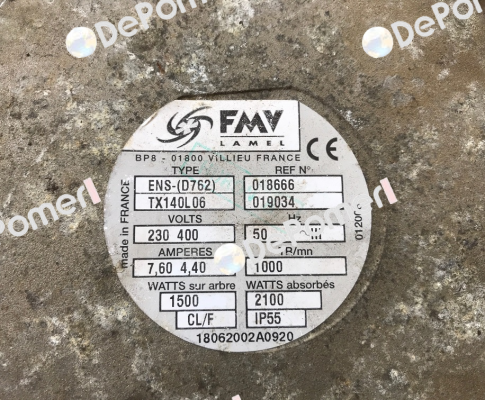 DePomeri
FMV
LAMEL
BP8 - 01800 VILLIEU FRANCE CE
TYPE REF N°
ENS-(D762) 018666
TX140L06 019034
VOLTS Hz
230 400 50
AMPERES TR/mn
7,60 4,40 1000
WATTS sur arbre WATTS absorbés
1500 2100
CL/F IP55
18062002A0920
made in FRANCE